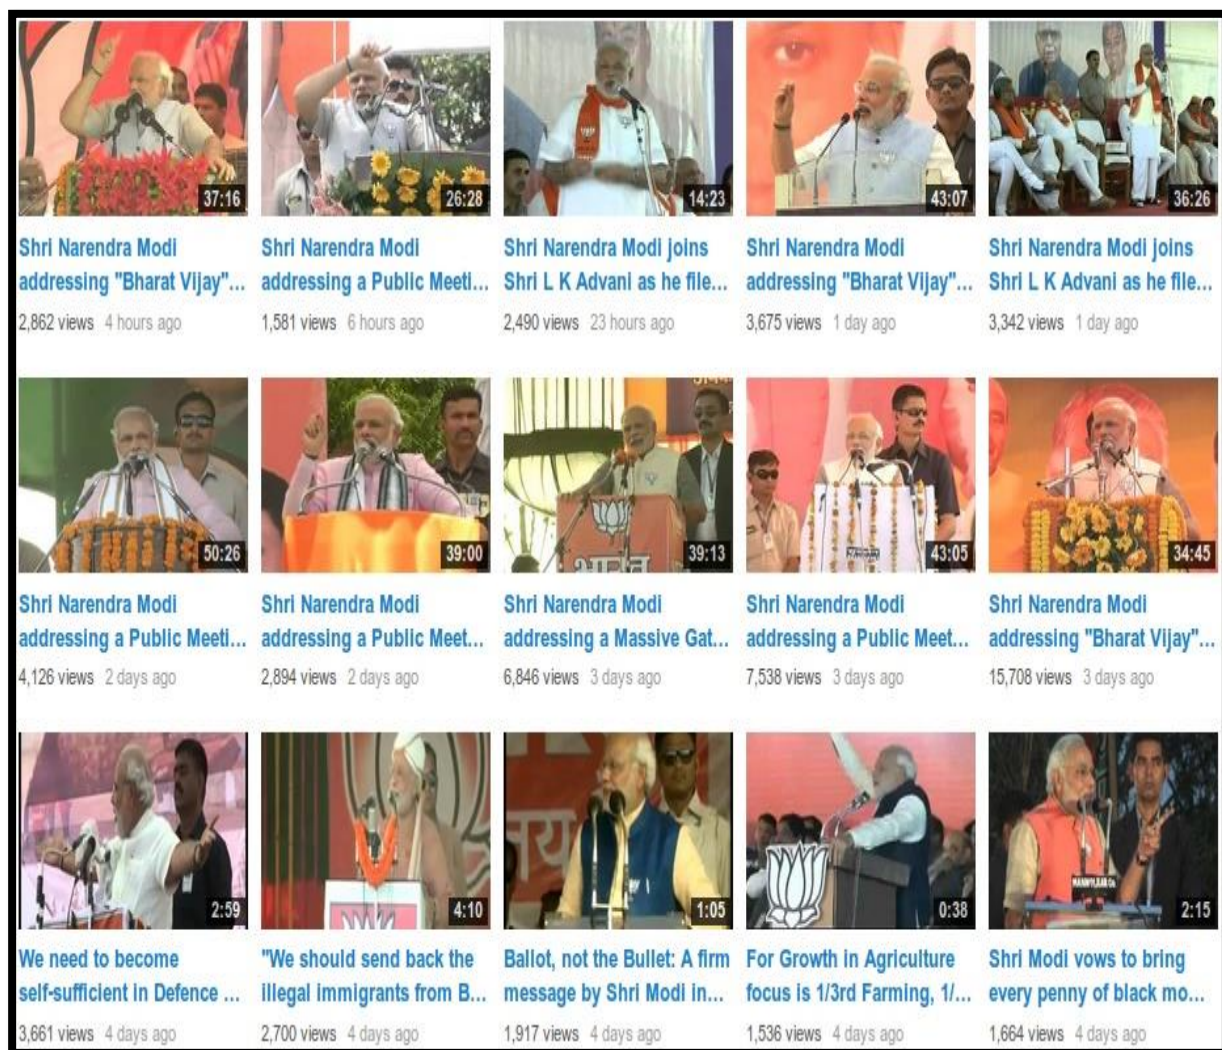 37:16
26:28
14:23
43:07
36:26
Shri Narendra Modi
addressing "Bharat Vijay"...
2,862 views 4 hours ago
Shri Narendra Modi
addressing a Public Meeti...
1,581 views 6 hours ago
Shri Narendra Modi joins
Shri L K Advani as he file...
2,490 views 23 hours ago
Shri Narendra Modi
addressing "Bharat Vijay"...
3,675 views 1 day ago
Shri Narendra Modi joins
Shri L K Advani as he file...
3,342 views 1 day ago
50:26
39:00
भारत
39:13
43:05
34:45
Shri Narendra Modi
addressing a Public Meeti...
4,126 views 2 days ago
Shri Narendra Modi
addressing a Public Meet...
2,894 views 2 days ago
Shri Narendra Modi
addressing a Massive Gat...
6,846 views 3 days ago
Shri Narendra Modi
addressing a Public Meet...
7,538 views 3 days ago
Shri Narendra Modi
addressing "Bharat Vijay"...
15,708 views 3 days ago
2:59
4:10
1:05
0:38
2:15
We need to become
self-sufficient in Defence ...
3,661 views 4 days ago
"We should send back the
illegal immigrants from B...
2,700 views 4 days ago
Ballot, not the Bullet: A firm
message by Shri Modi in...
1,917 views 4 days ago
For Growth in Agriculture
focus is 1/3rd Farming, 1/...
1,536 views 4 days ago
Shri Modi vows to bring
every penny of black mo...
1,664 views 4 days ago